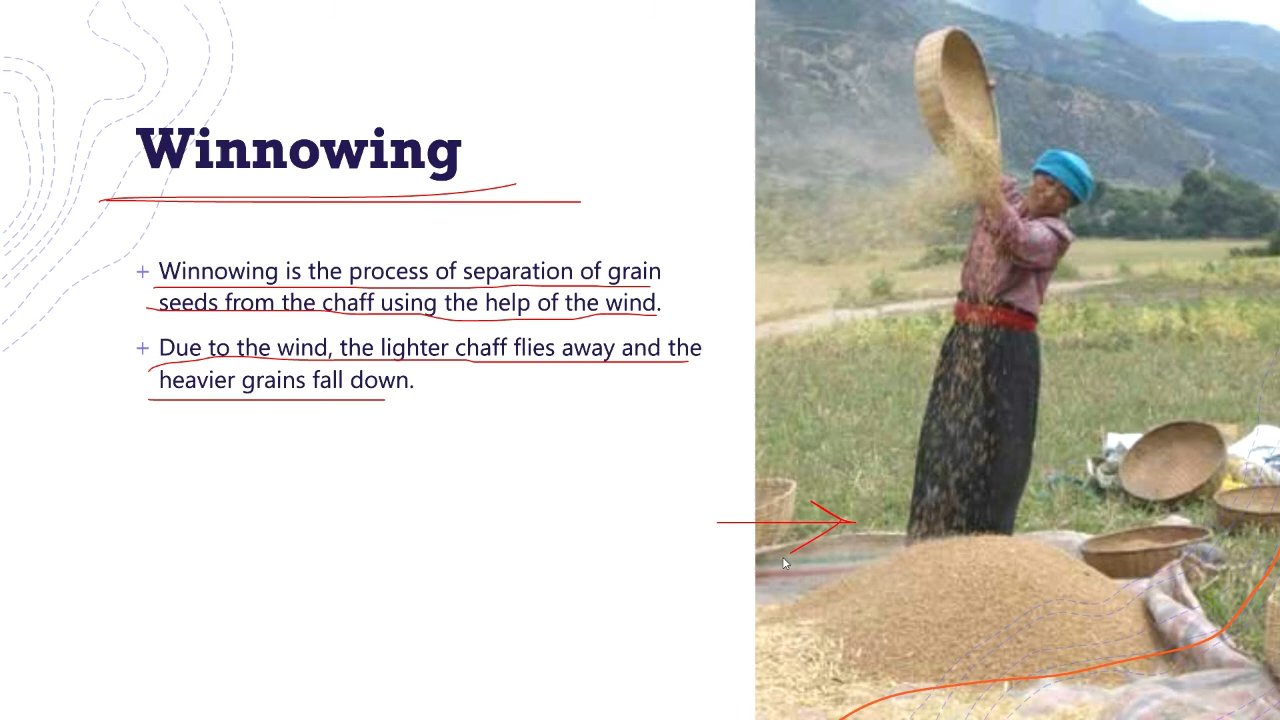 Winnowing
+ Winnowing is the process of separation of grain
seeds from the chaff using the help of the wind.
+ Due to the wind, the lighter chaff flies away and the
heavier grains fall down.